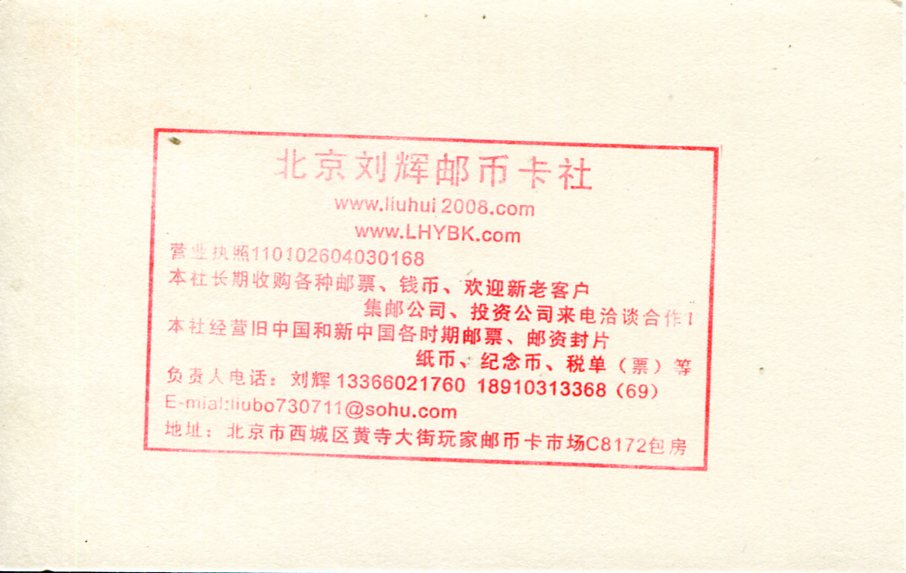 北京刘辉邮币卡社
www.liuhui2008.com
www.LHYBK.com
营业执照110102604030168
本社长期收购各种邮票、钱币、欢迎新老客户
集邮公司、投资公司来电洽谈合作!
本社经营旧中国和新中国各时期邮票、邮资封片
纸币、纪念币、税单（票）等
负责人电话：刘辉 13366021760 18910313368（69）
E-mial:liubo730711@sohu.com
地址：北京市西城区黄寺大街玩家邮币卡市场C8172包房